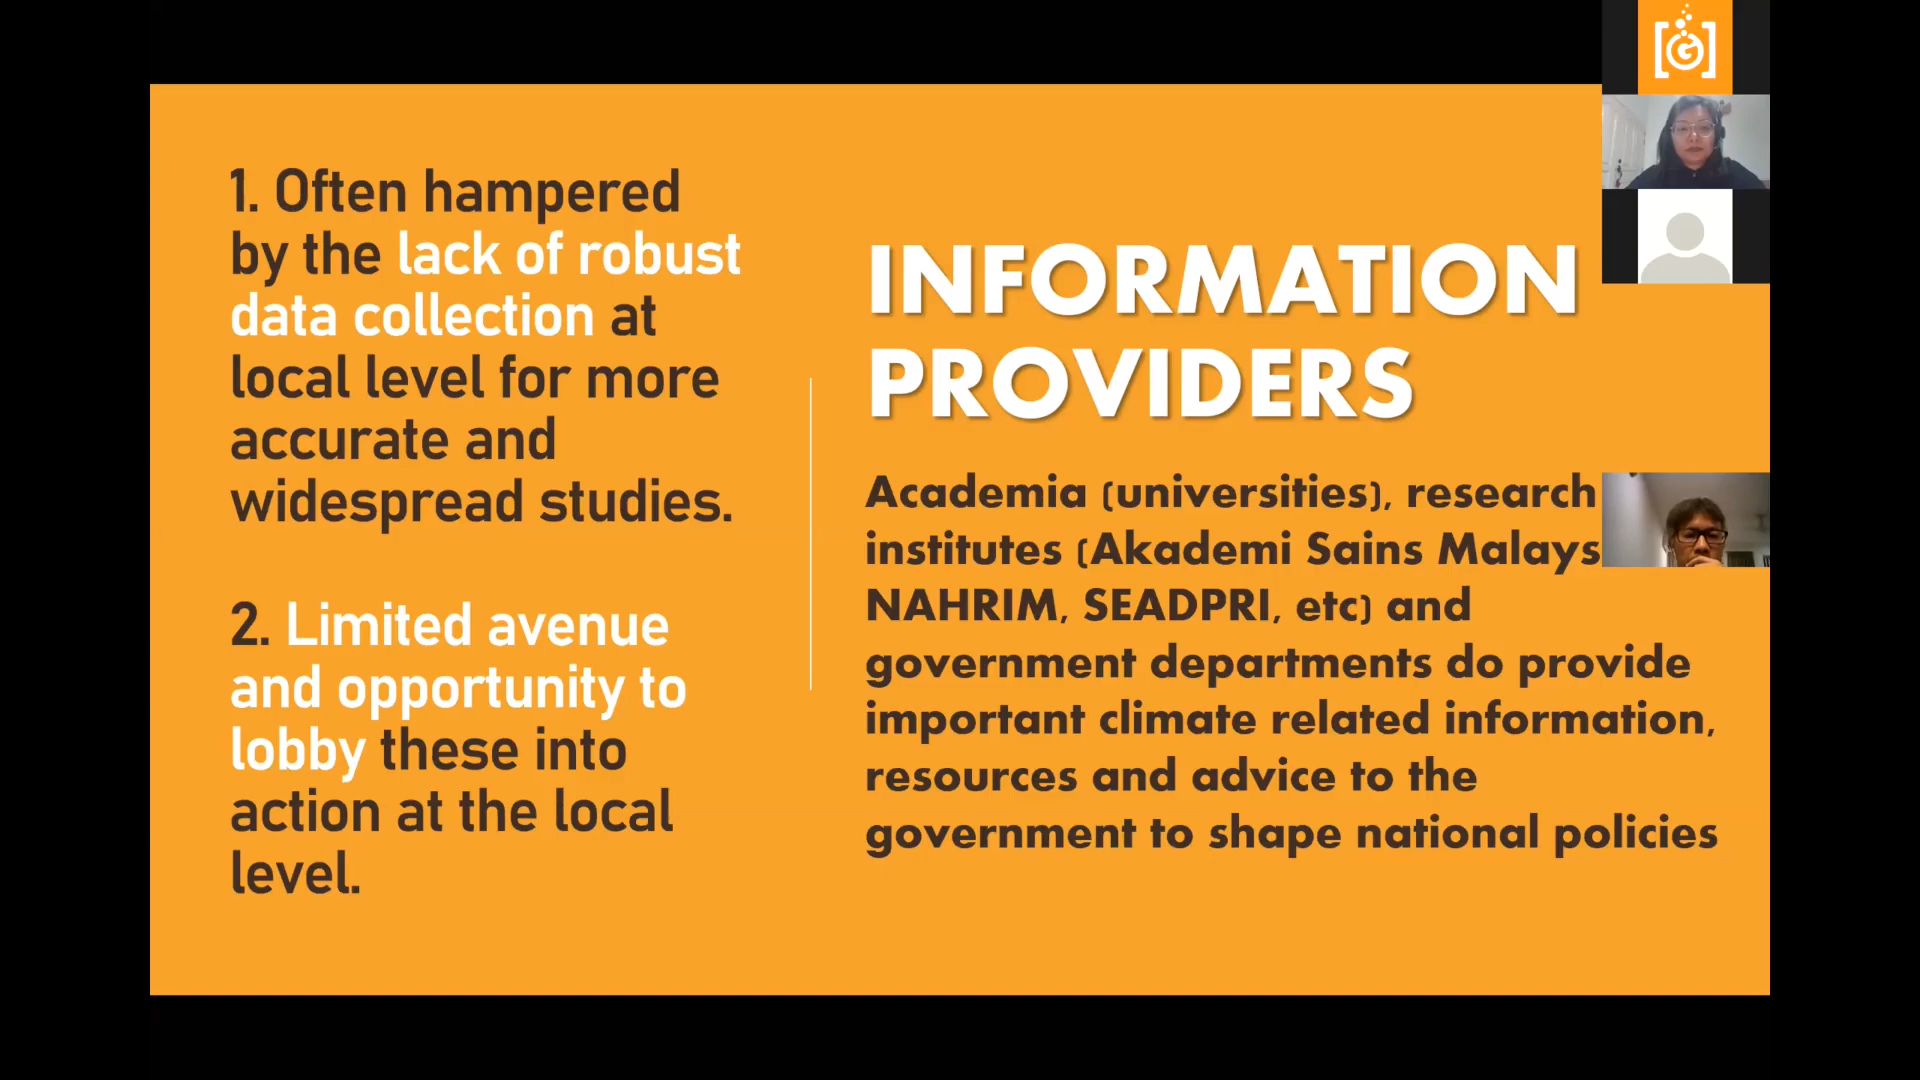 1. Often hampered
by the lack of robust
data collection at
local level for more
accurate and
widespread studies.
2. Limited avenue
and opportunity to
lobby these into
action at the local
level.
INFORMATION
PROVIDERS
Academia (universities), research
institutes (Akademi Sains Malays
NAHRIM, SEADPRI, etc) and
government departments do provide
important climate related information,
resources and advice to the
government to shape national policies
[G]